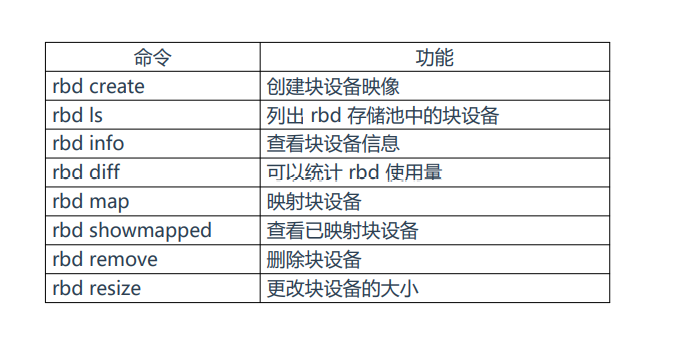 命令 功能
rbd create 创建块设备映像
rbd ls 列出 rbd 存储池中的块设备
rbd info 查看块设备信息
rbd diff 可以统计 rbd 使用量
rbd map 映射块设备
rbd showmapped 查看已映射块设备
rbd remove 删除块设备
rbd resize 更改块设备的大小